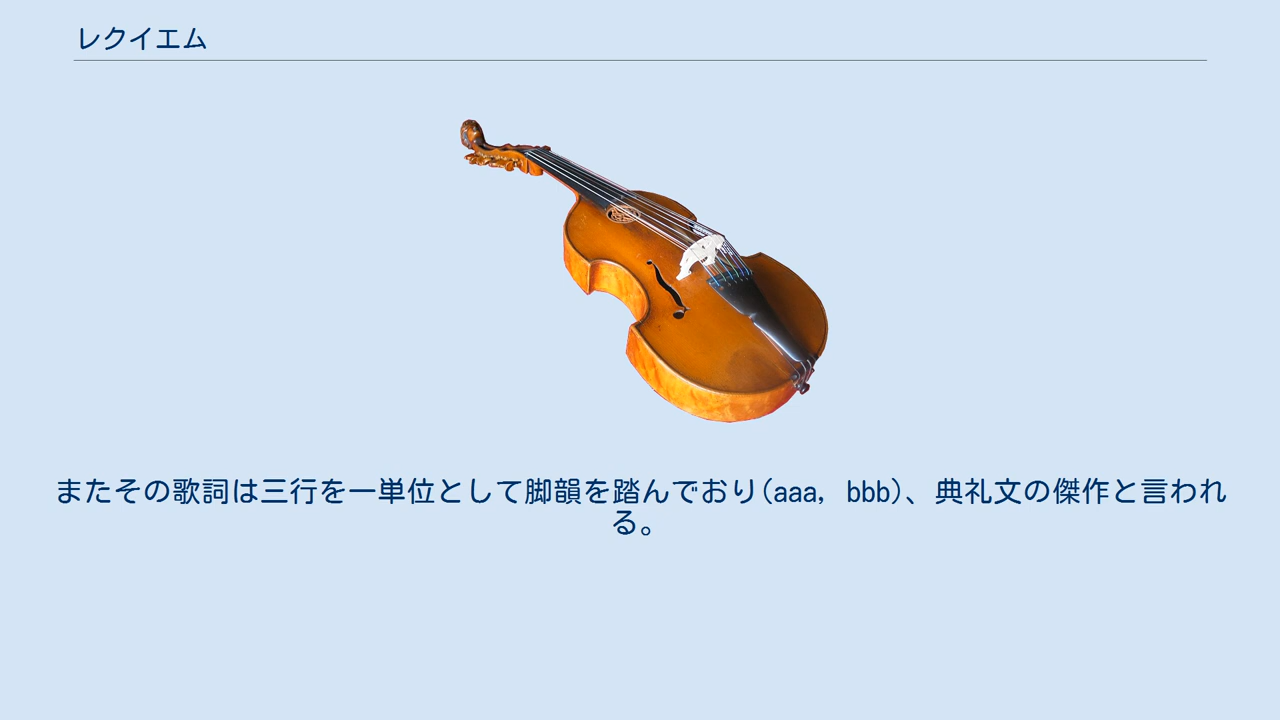 レクイエム
またその歌詞は三行を一単位として脚韻を踏んでおり(aaa, bbb)、典礼文の傑作と言われ
る。